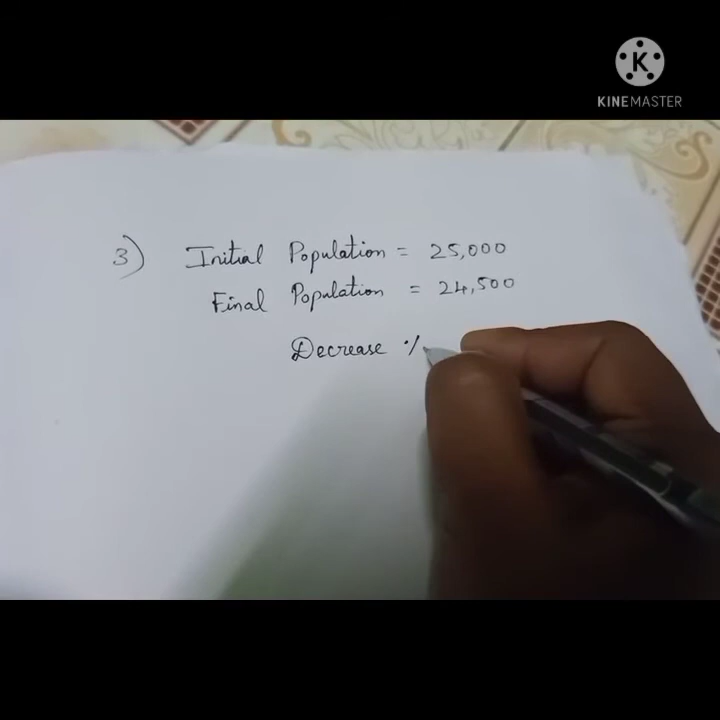 K
KINEMASTER
3) Initial Population = 25,000
Final Population = 24,500
Decrease %